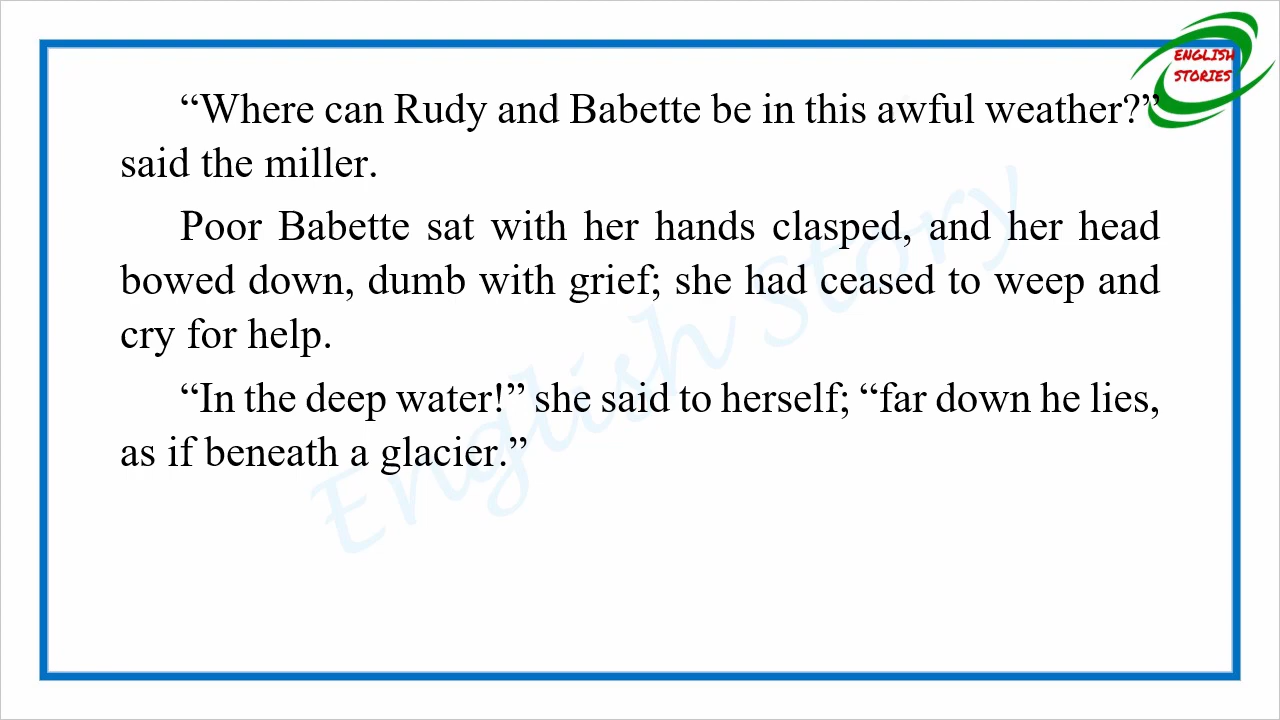 ENGLISH
STORIES
“Where can Rudy and Babette be in this awful weather?”
said the miller.
Poor Babette sat with her hands clasped, and her head
bowed down, dumb with grief; she had ceased to weep and
cry for help.
“In the deep water!” she said to herself; “far down he lies,
as if beneath a glacier.”
English Story